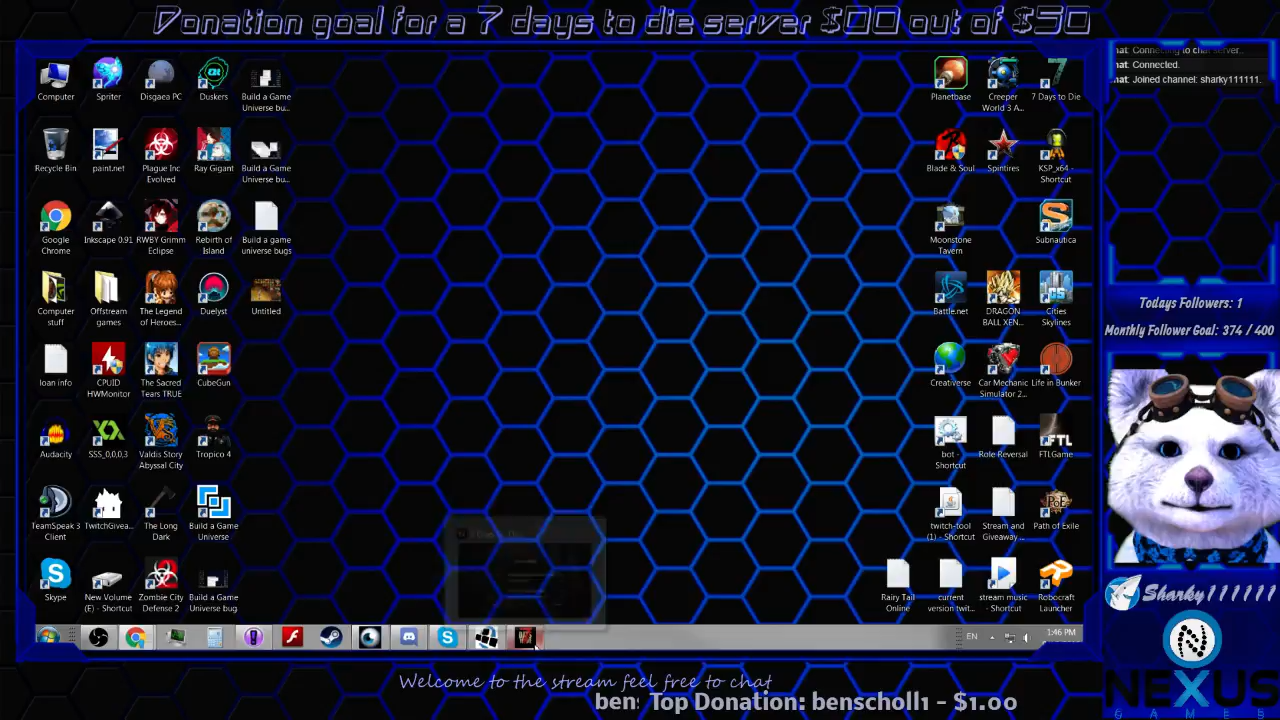 Donation goal for a 7 days to die server $00 out of $50
hat: Connecting to chat server..
hat: Connected.
hat: Joined channel: sharky111111.
Computer
Spriter
Disgaea PC
Duskers
Build a Game
Universe bu...
Planetbase
Creeper
World 3 A...
7 Days to Die
Recycle Bin
paint.net
Plague Inc
Evolved
Ray Gigant
Build a Game
Universe bu...
Blade & Soul
Spintires
KSP_x64 -
Shortcut
Google
Chrome
Inkscape 0.91
RWBY Grimm
Eclipse
Rebirth of
Island
Build a game
universe bugs
Moonstone
Tavern
Subnautica
Computer
stuff
Offstream
games
The Legend
of Heroes...
Duelyst
Untitled
Battle.net
DRAGON
BALL XEN...
Cities
Skylines
Todays Followers: 1
Monthly Follower Goal: 374 / 400
loan info
CPUID
HWMonitor
The Sacred
Tears TRUE
CubeGun
Creativerse
Car Mechanic
Simulator 2...
Life in Bunker
Audacity
SSS_0,0,0,3
Valdis Story
Abyssal City
Tropico 4
bot -
Shortcut
Role Reversal
FTLGame
TeamSpeak 3
Client
TwitchGivea...
The Long
Dark
Build a Game
Universe
twitch-tool
(1) - Shortcut
Stream and
Giveaway ...
Path of Exile
Skype
New Volume
(E) - Shortcut
Zombie City
Defense 2
Build a Game
Universe bug
Rairy Tail
Online
current
version twit...
stream music
- Shortcut
Robocraft
Launcher
Sharky111111
EN
1:46 PM
NEXUS
GAMES
Welcome to the stream feel free to chat
ben
Top Donation: benscholl1 - $1.00